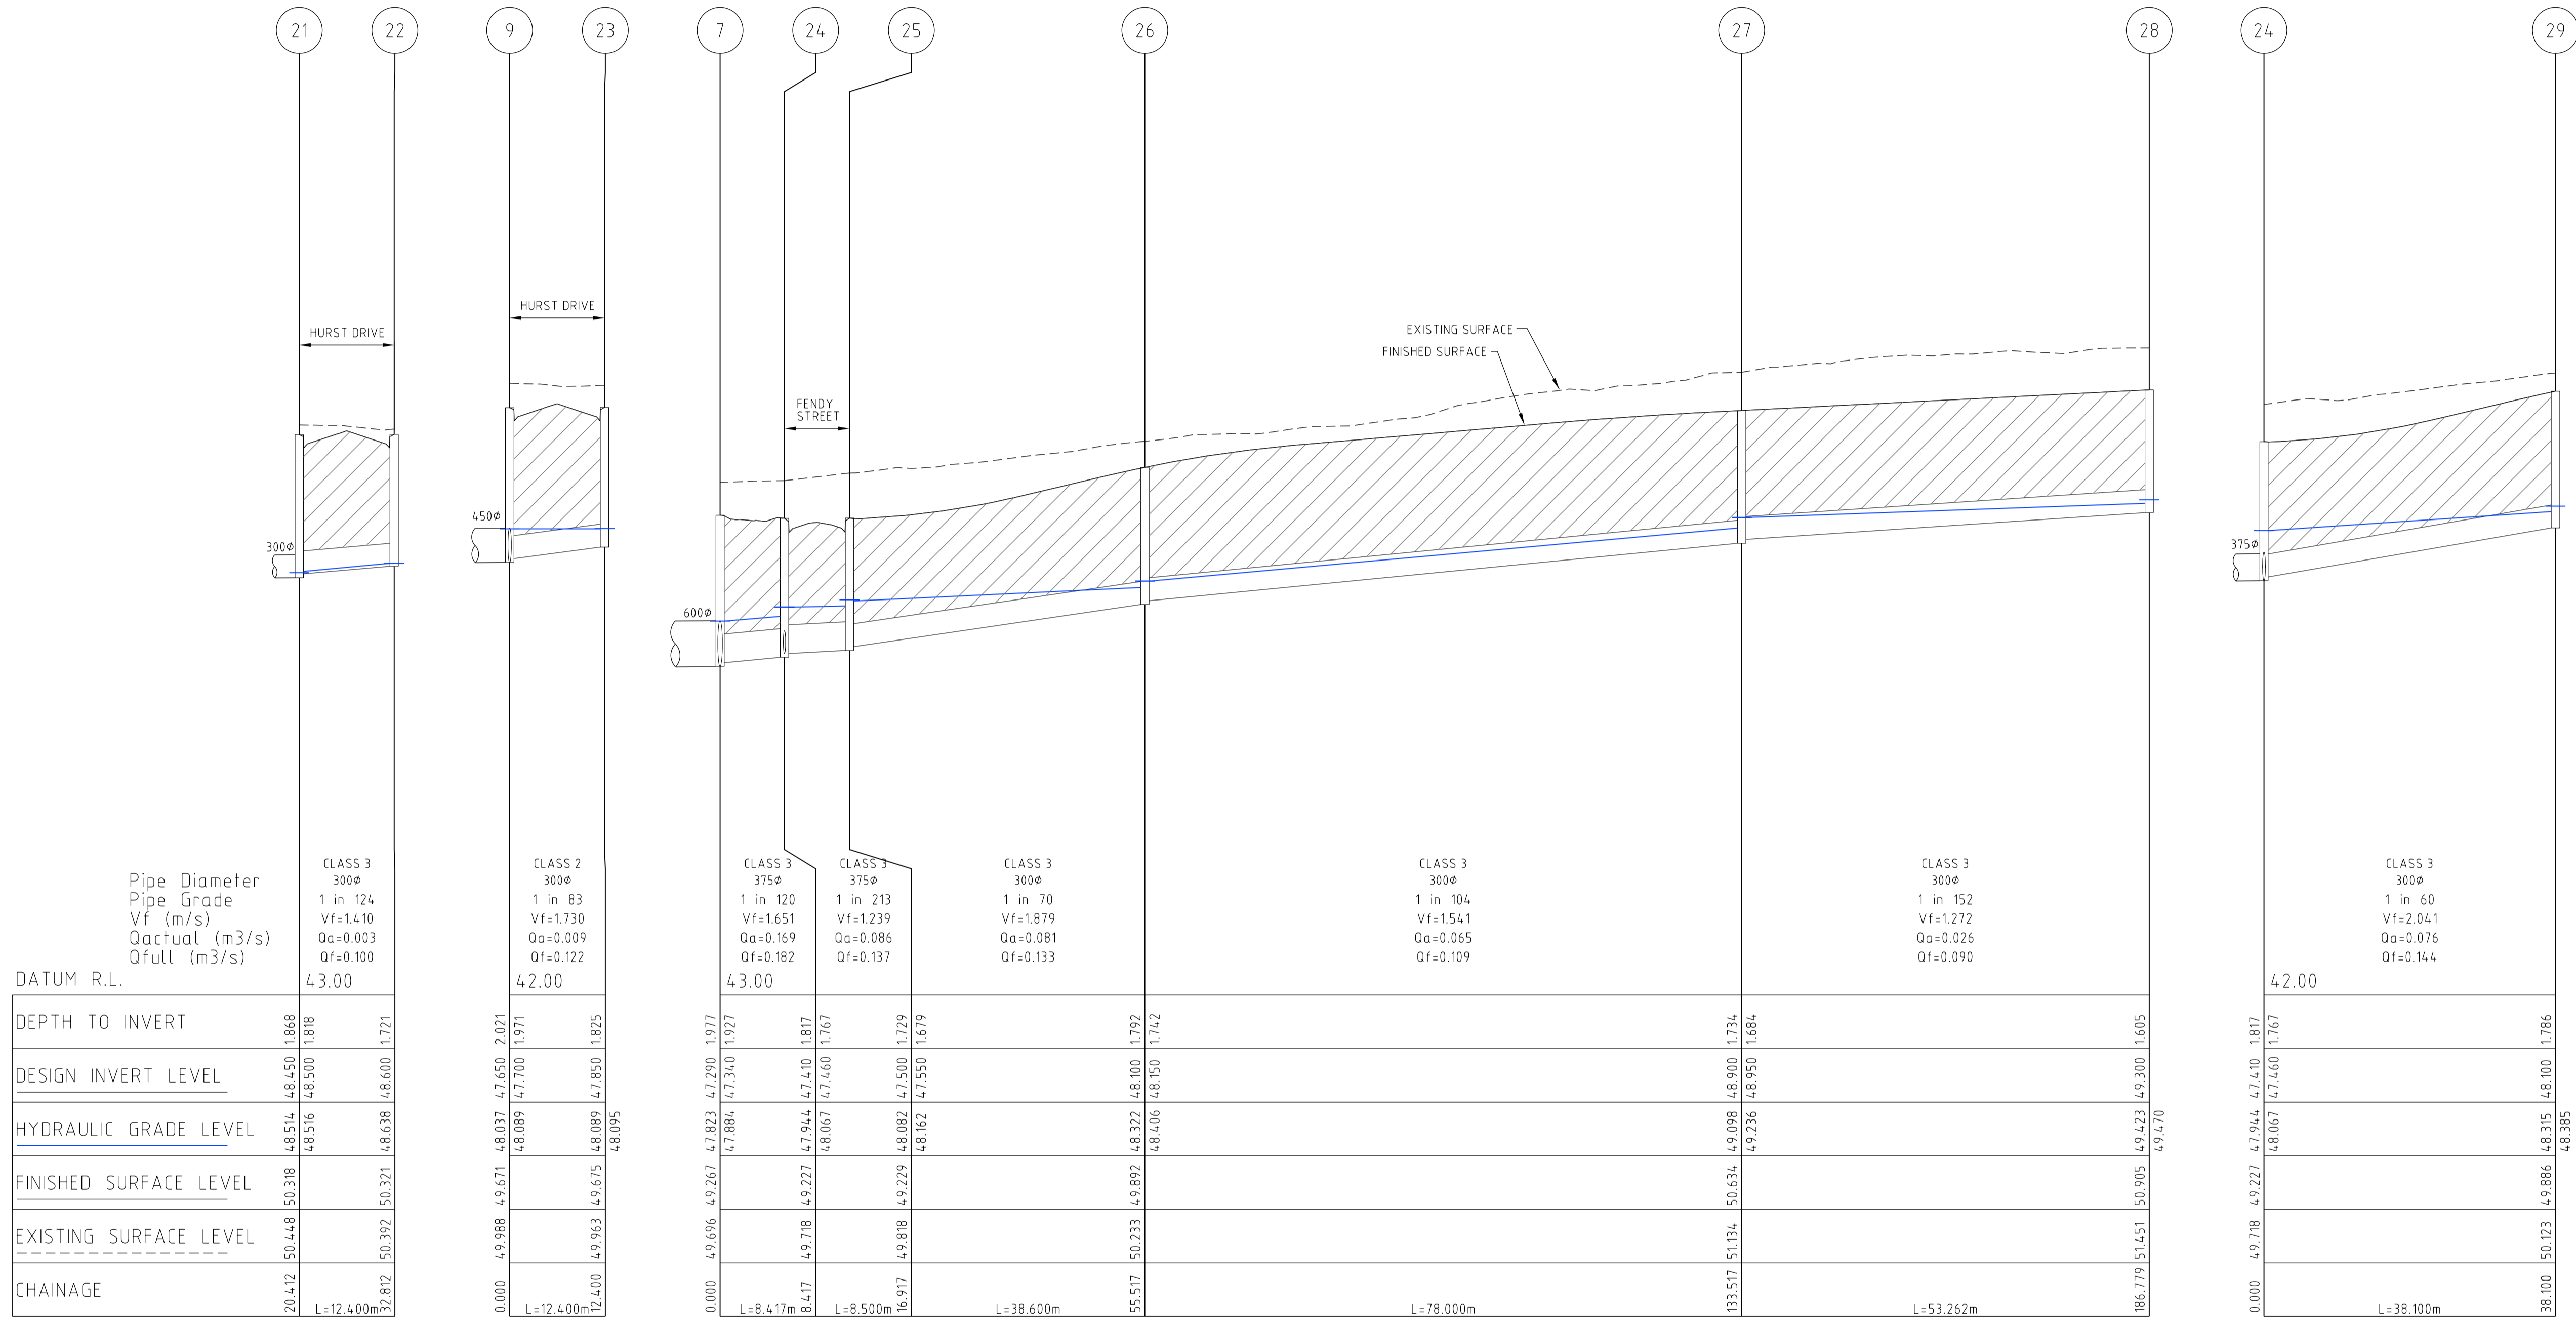 21 22 9 23 7 24 25 26 27 28 24 29
HURST DRIVE
HURST DRIVE
EXISTING SURFACE
FINISHED SURFACE
FENDY
STREET
450Ø
300Ø
375Ø
600Ø
Pipe Diameter
Pipe Grade
Vf (m/s)
Qactual (m3/s)
Qfull (m3/s)
CLASS 3
300Ø
1 in 124
Vf=1.410
Qa=0.003
Qf=0.100
CLASS 2
300Ø
1 in 83
Vf=1.730
Qa=0.009
Qf=0.122
CLASS 3
375Ø
1 in 120
Vf=1.651
Qa=0.169
Qf=0.182
CLASS 3
375Ø
1 in 213
Vf=1.239
Qa=0.086
Qf=0.137
CLASS 3
300Ø
1 in 70
Vf=1.879
Qa=0.081
Qf=0.133
CLASS 3
300Ø
1 in 104
Vf=1.541
Qa=0.065
Qf=0.109
CLASS 3
300Ø
1 in 152
Vf=1.272
Qa=0.026
Qf=0.090
CLASS 3
300Ø
1 in 60
Vf=2.041
Qa=0.076
Qf=0.144
DATUM R.L. 43.00 42.00 43.00 42.00
DEPTH TO INVERT 1.868 1.818 1.721 2.021 1.971 1.825 1.977 1.927 1.817 1.767 1.729 1.679 1.792 1.742 1.734 1.684 1.605 1.817 1.767 1.786
DESIGN INVERT LEVEL 48.450 48.500 48.600 47.650 47.700 47.850 47.290 47.340 47.410 47.460 47.500 47.550 48.100 48.150 48.900 48.950 49.300 47.410 47.460 48.100
HYDRAULIC GRADE LEVEL 48.514 48.516 48.638 48.037 48.089 48.089 48.095 47.823 47.884 47.944 48.067 48.082 48.162 48.322 48.406 49.098 49.236 49.423 49.470 47.944 48.067 48.315 48.385
FINISHED SURFACE LEVEL 50.318 50.321 49.671 49.675 49.267 49.227 49.229 49.892 50.634 50.905 49.227 49.886
EXISTING SURFACE LEVEL 50.448 50.392 49.988 49.963 49.696 49.718 49.818 50.233 51.134 51.451 49.718 50.123
CHAINAGE 20.412 L=12.400m 32.812 0.000 L=12.400m 12.400 0.000 L=8.417m 8.417 L=8.500m 16.917 L=38.600m 55.517 L=78.000m 133.517 L=53.262m 186.779 0.000 L=38.100m 38.100